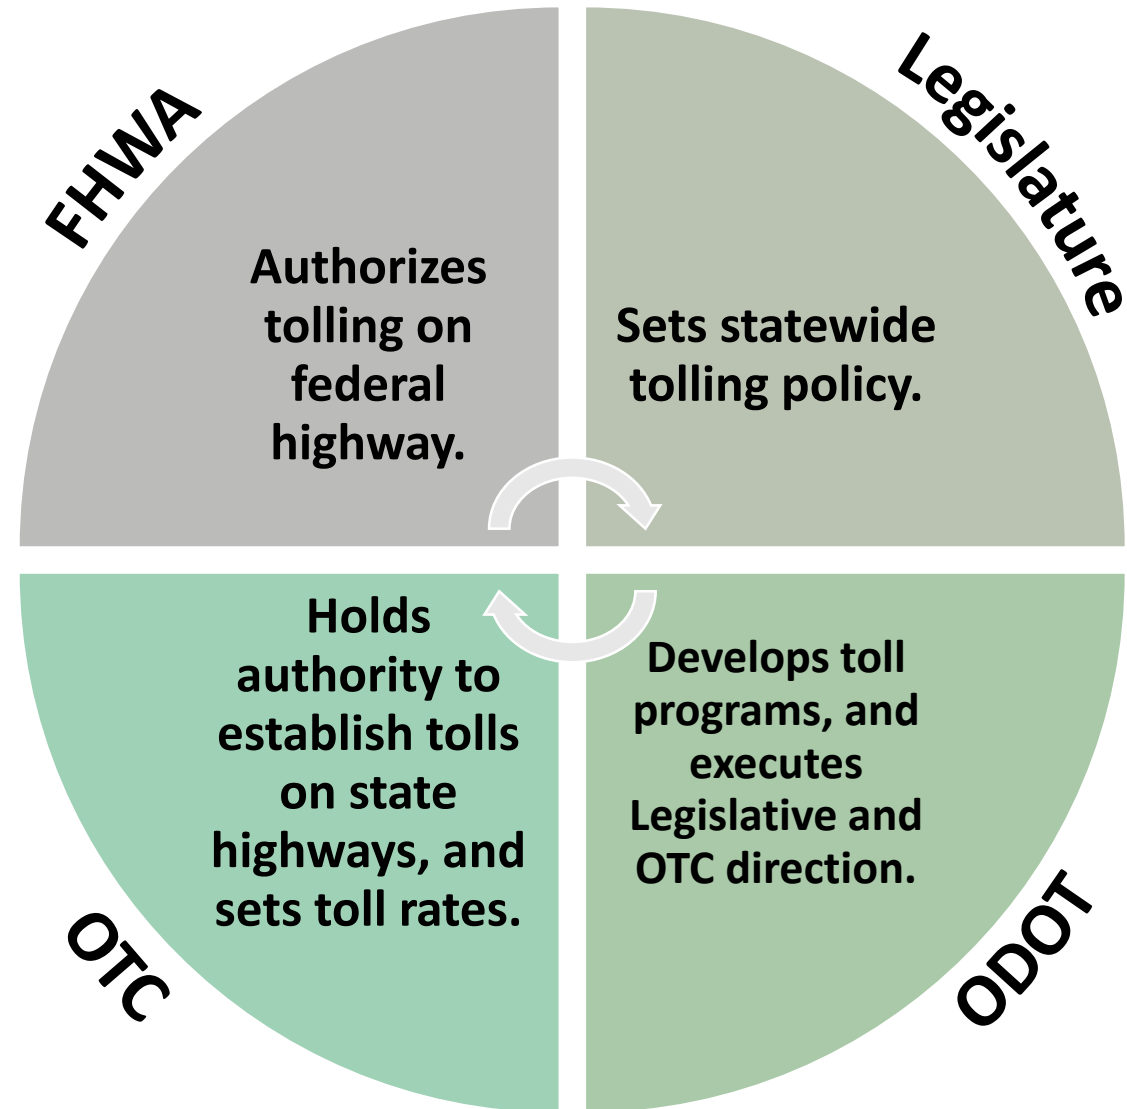 FHWA
Authorizes
tolling on
federal
highway.
Legislature
Sets statewide
tolling policy.
OTC
Holds
authority to
establish tolls
on state
highways, and
sets toll rates.
ODOT
Develops toll
programs, and
executes
Legislative and
OTC direction.